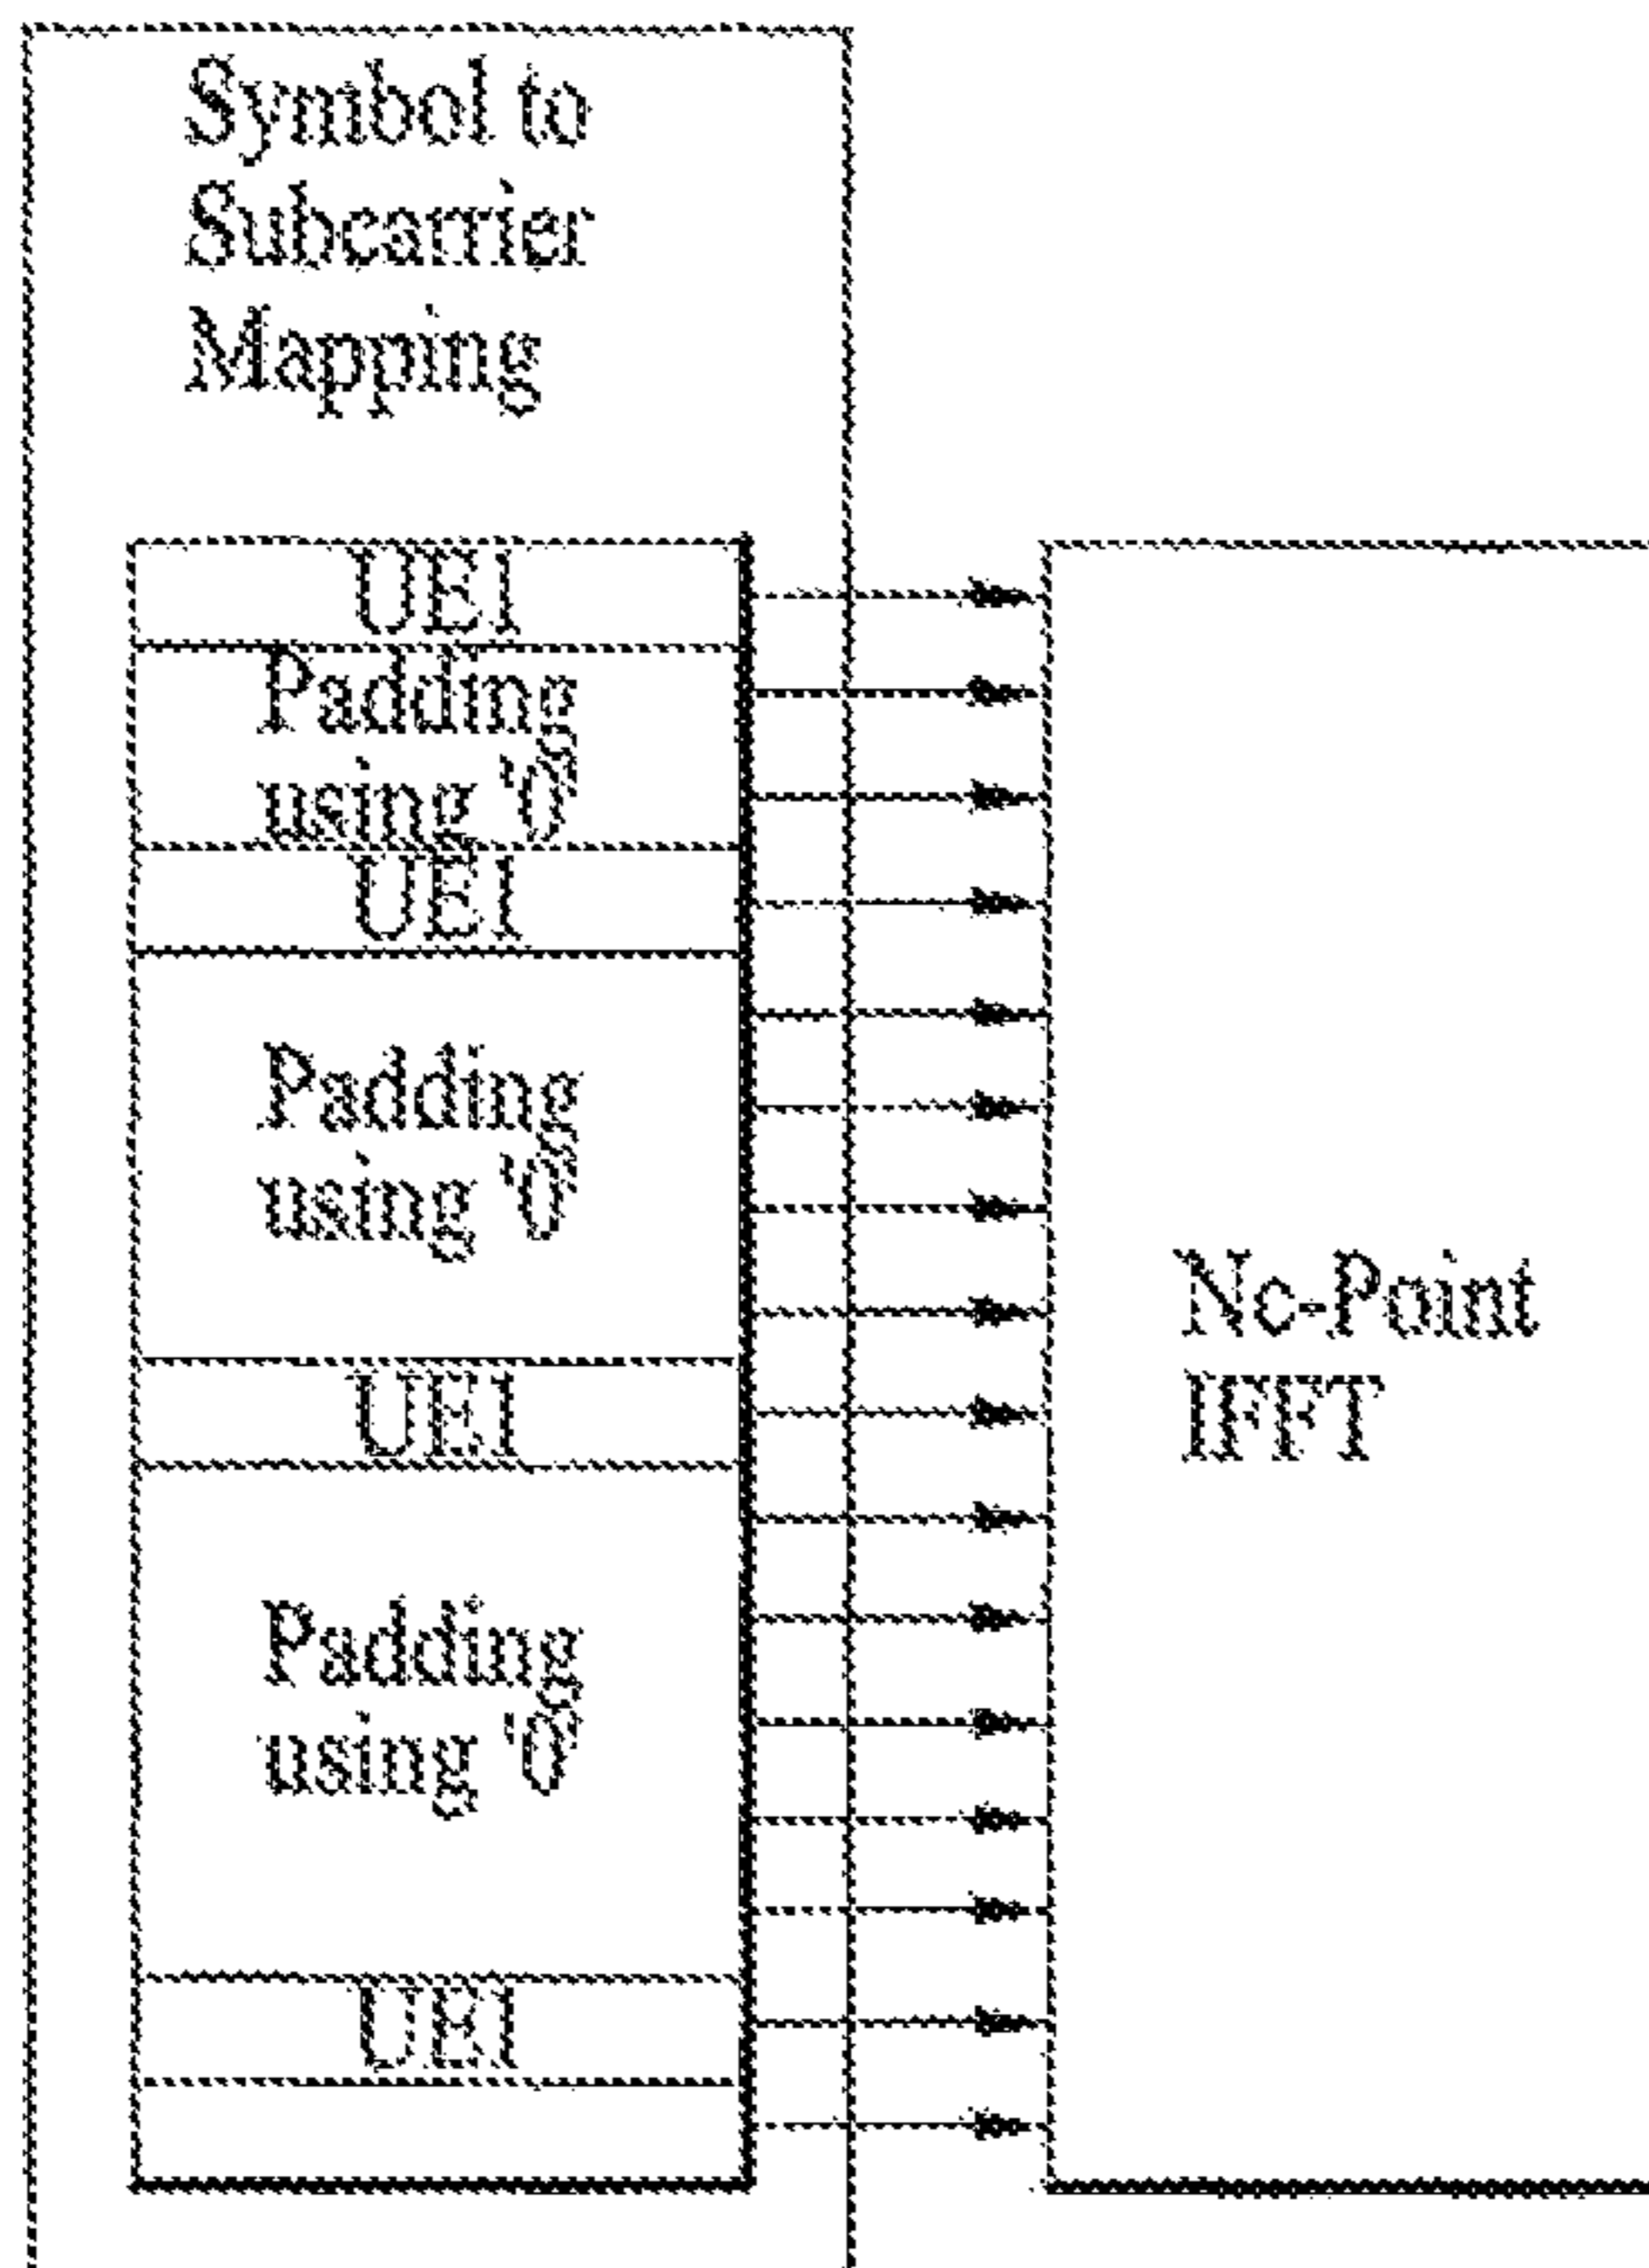 Symbol to
Subcarrier
Mapping
UE1
Padding
using '0'
UE1
Padding
using '0'
UE1
Padding
using '0'
UE1
Nc-Point
IFFT